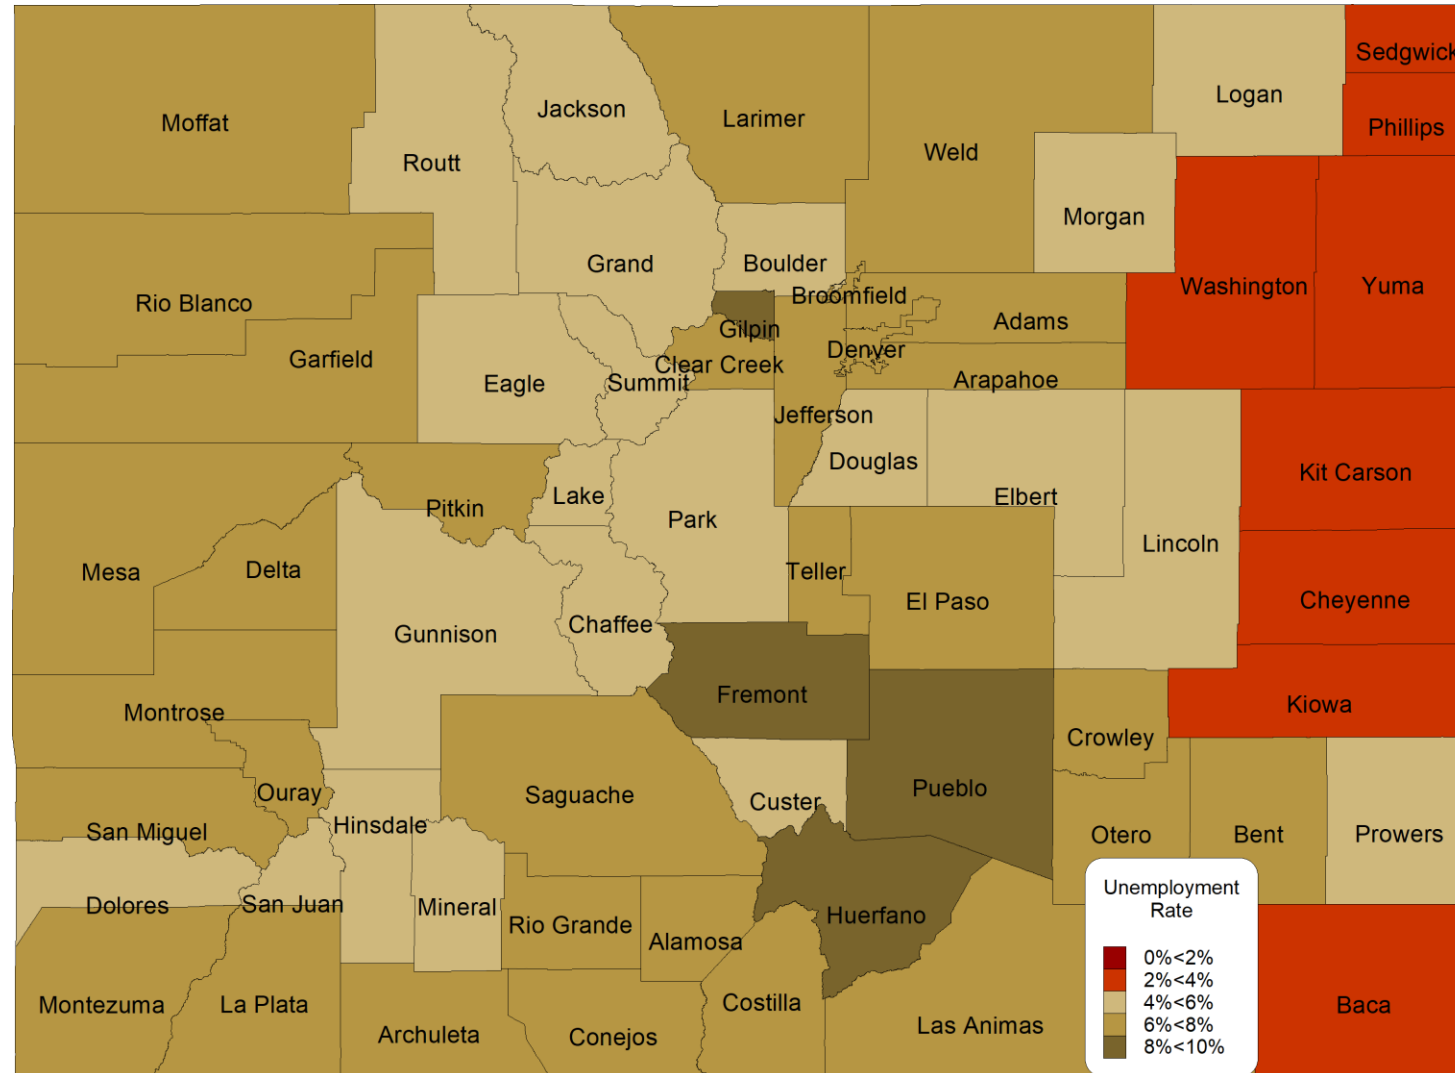 Sedgwick
Logan
Jackson
Larimer
Moffat
Phillips
Weld
Routt
Morgan
Grand
Boulder
Washington
Yuma
Rio Blanco
Broomfield
Adams
Gilpin
Denver
Garfield
Clear Creek
Eagle
Summit
Arapahoe
Jefferson
Douglas
Kit Carson
Lake
Elbert
Pitkin
Park
Lincoln
Mesa
Delta
Teller
El Paso
Cheyenne
Gunnison
Chaffee
Fremont
Kiowa
Montrose
Crowley
Ouray
Saguache
Pueblo
Custer
San Miguel
Hinsdale
Otero
Bent
Prowers
Dolores
San Juan
Mineral
Huerfano
Rio Grande
Alamosa
Montezuma
La Plata
Costilla
Las Animas
Baca
Archuleta
Conejos
Unemployment
Rate
0%<2%
2%<4%
4%<6%
6%<8%
8%<10%